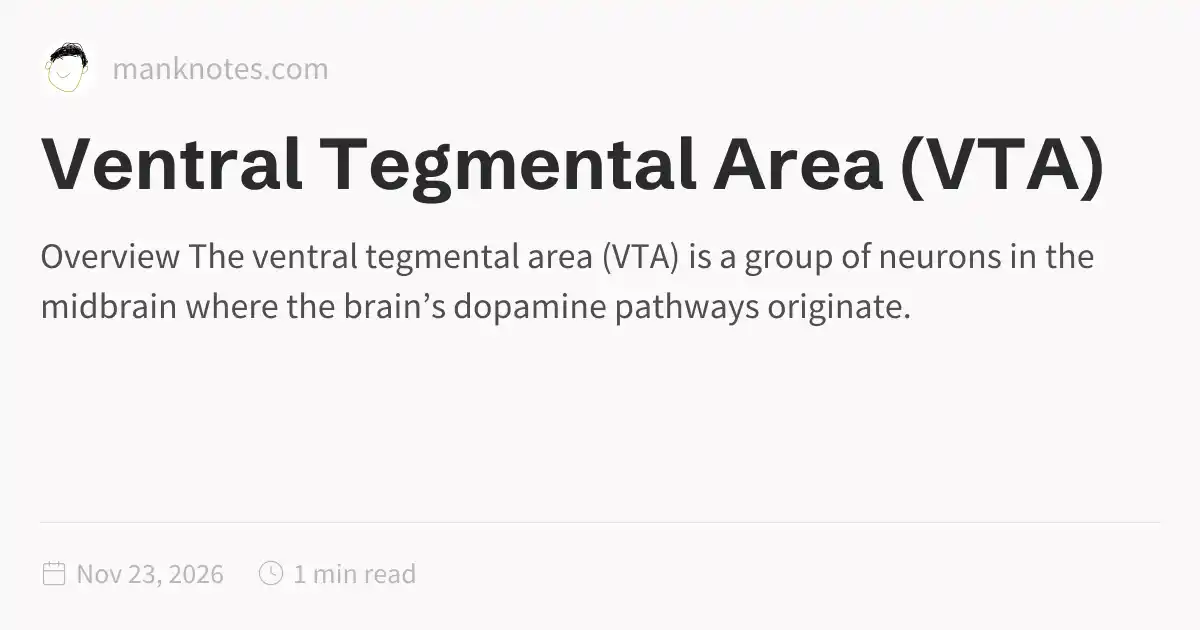 manknotes.com
Ventral Tegmental Area (VTA)
Overview The ventral tegmental area (VTA) is a group of neurons in the
midbrain where the brain’s dopamine pathways originate.
Nov 23, 2026 1 min read